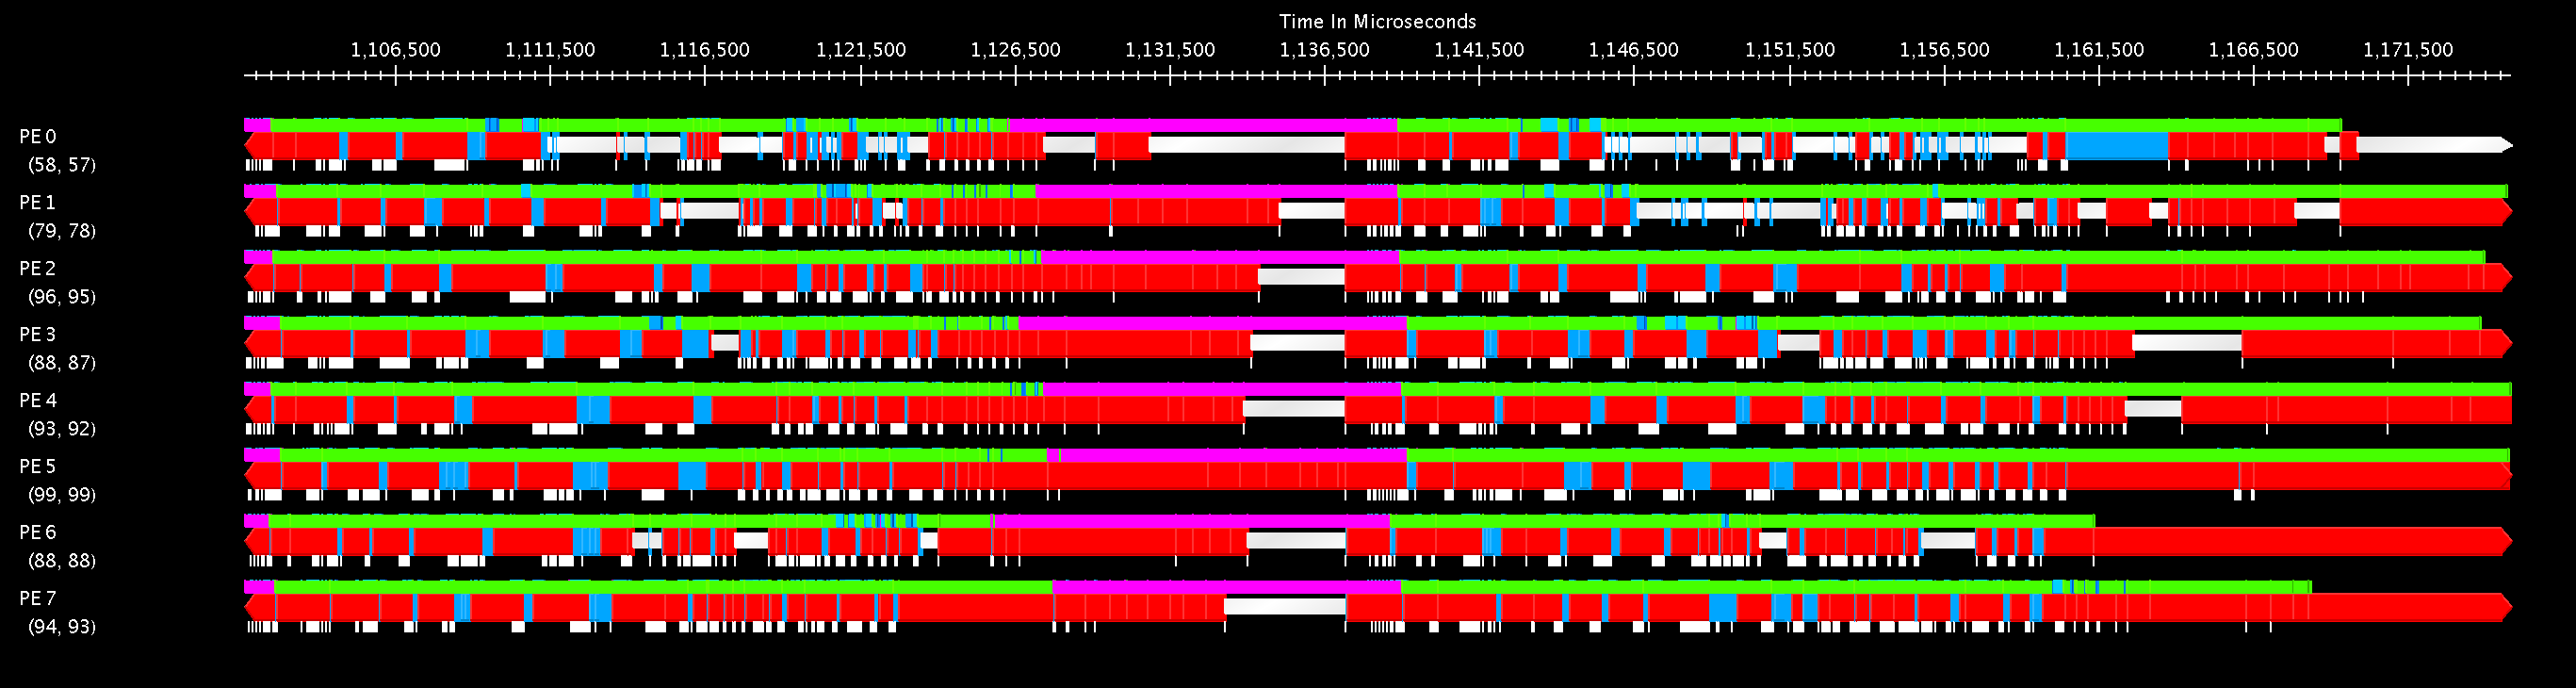 Time In Microseconds
1,106,500 1,111,500 1,116,500 1,121,500 1,126,500 1,131,500 1,136,500 1,141,500 1,146,500 1,151,500 1,156,500 1,161,500 1,166,500 1,171,500
PE 0
(58, 57)
PE 1
(79, 78)
PE 2
(96, 95)
PE 3
(88, 87)
PE 4
(93, 92)
PE 5
(99, 99)
PE 6
(88, 88)
PE 7
(94, 93)